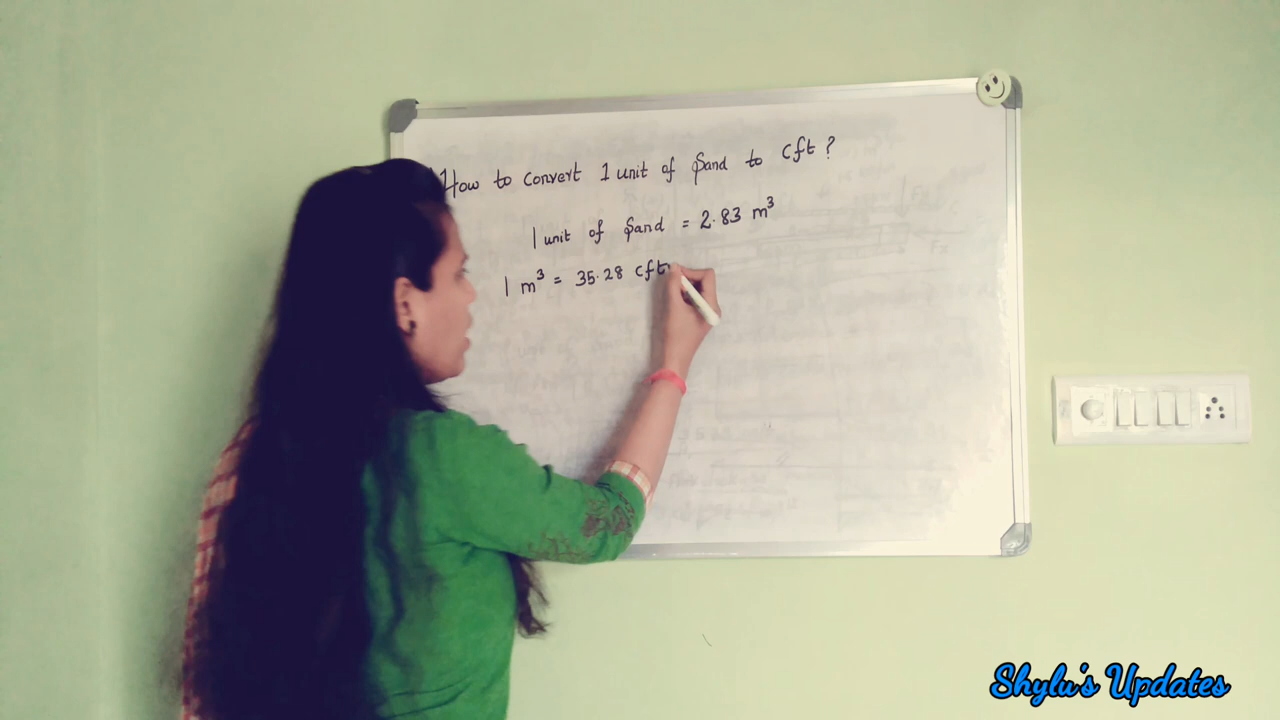 How to convert 1 unit of Sand to Cft ?
1 unit of Sand = 2.83 m³
1 m³ = 35.28 Cft
Shylu's Updates